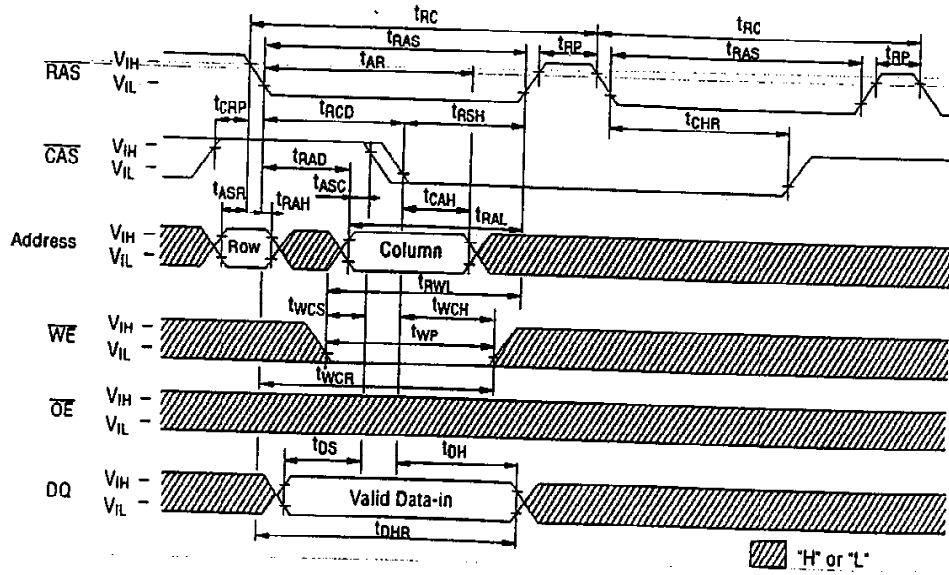 tRC tRC
tRAS tRP tRAS tRP
tAR
RAS VIH
VIL
tCRP tRCD tRSH tCHR
CAS VIH
VIL
tRAD
tASC
tASR tRAH tCAH
tRAL
Address VIH Row Column
VIL
tRWL
tWCS tWCH
WE VIH
VIL
tWP
tWCR
OE VIH
VIL
tDS tDH
DQ VIH
VIL
Valid Data-in
tDHR
"H" or "L"